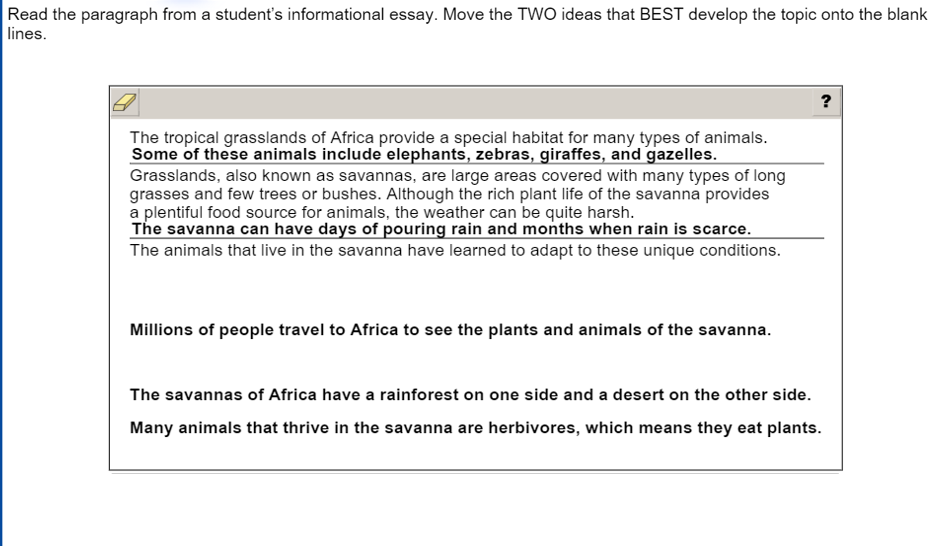 Read the paragraph from a student's informational essay. Move the TWO ideas that BEST develop the topic onto the blank
lines.
?
The tropical grasslands of Africa provide a special habitat for many types of animals.
Some of these animals include elephants, zebras, giraffes, and gazelles.
Grasslands, also known as savannas, are large areas covered with many types of long
grasses and few trees or bushes. Although the rich plant life of the savanna provides
a plentiful food source for animals, the weather can be quite harsh.
The savanna can have days of pouring rain and months when rain is scarce.
The animals that live in the savanna have learned to adapt to these unique conditions.
Millions of people travel to Africa to see the plants and animals of the savanna.
The savannas of Africa have a rainforest on one side and a desert on the other side.
Many animals that thrive in the savanna are herbivores, which means they eat plants.